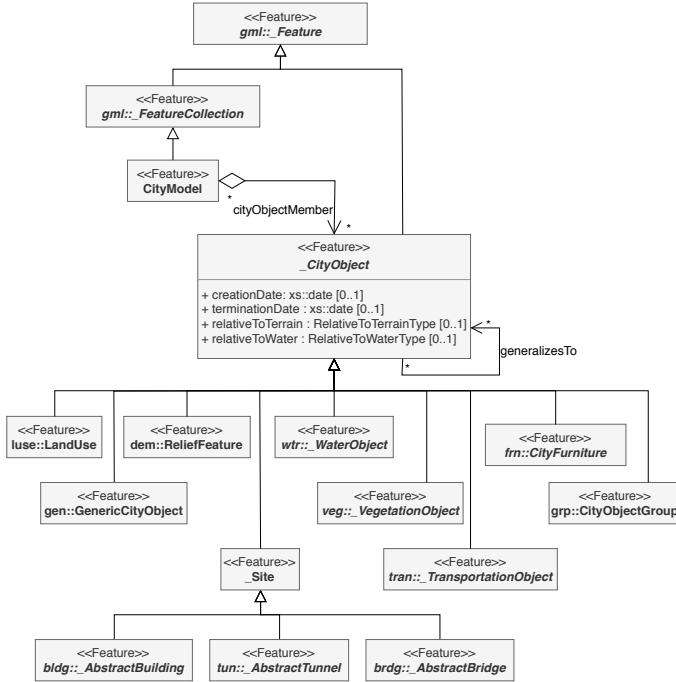 <<Feature>>
gml::_Feature
<<Feature>>
gml::_FeatureCollection
<<Feature>>
CityModel
*
cityObjectMember
*
<<Feature>>
_CityObject
+ creationDate: xs::date [0..1]
+ terminationDate : xs::date [0..1]
+ relativeToTerrain : RelativeToTerrainType [0..1]
+ relativeToWater : RelativeToWaterType [0..1]
*
generalizesTo
*
<<Feature>>
luse::LandUse
<<Feature>>
dem::ReliefFeature
<<Feature>>
wtr::_WaterObject
<<Feature>>
frn::CityFurniture
<<Feature>>
gen::GenericCityObject
<<Feature>>
veg::_VegetationObject
<<Feature>>
grp::CityObjectGroup
<<Feature>>
_Site
<<Feature>>
tran::_TransportationObject
<<Feature>>
bldg::_AbstractBuilding
<<Feature>>
tun::_AbstractTunnel
<<Feature>>
brdg::_AbstractBridge